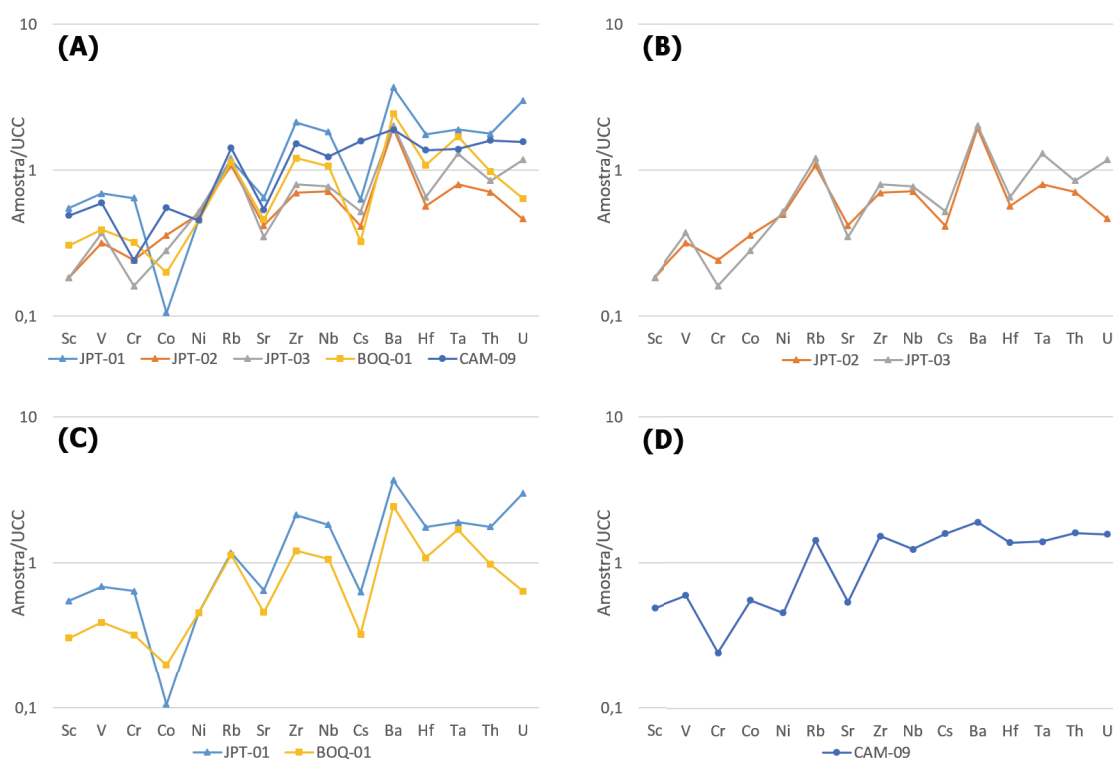 10
(A)
Amostra/UCC
1
0,1
Sc V Cr Co Ni Rb Sr Zr Nb Cs Ba Hf Ta Th U
JPT-01 JPT-02 JPT-03 BOQ-01 CAM-09
10
(B)
Amostra/UCC
1
0,1
Sc V Cr Co Ni Rb Sr Zr Nb Cs Ba Hf Ta Th U
JPT-02 JPT-03
10
(C)
Amostra/UCC
1
0,1
Sc V Cr Co Ni Rb Sr Zr Nb Cs Ba Hf Ta Th U
JPT-01 BOQ-01
10
(D)
Amostra/UCC
1
0,1
Sc V Cr Co Ni Rb Sr Zr Nb Cs Ba Hf Ta Th U
CAM-09